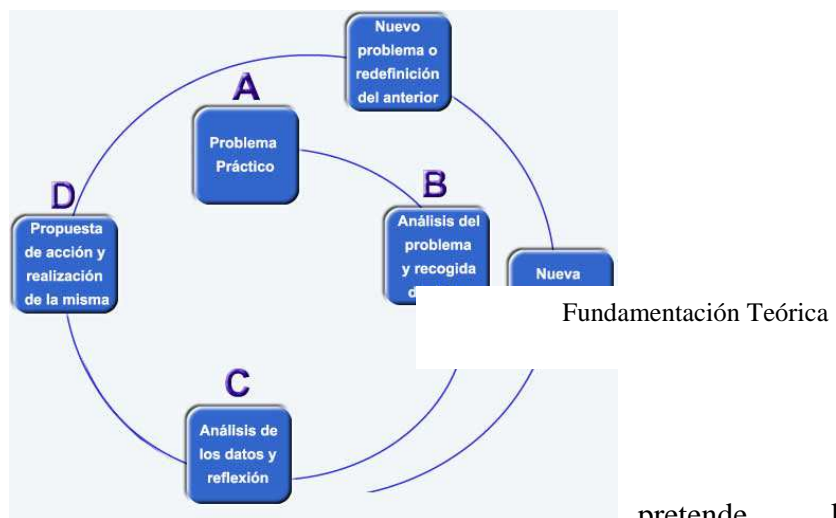 Nuevo
problema o
redefinición
del anterior
A
Problema
Práctico
B
Análisis del
problema
y recogida
D
Propuesta
de acción y
realización
de la misma
Nueva
Fundamentación Teórica
C
Análisis de
los datos y
reflexión
pretende